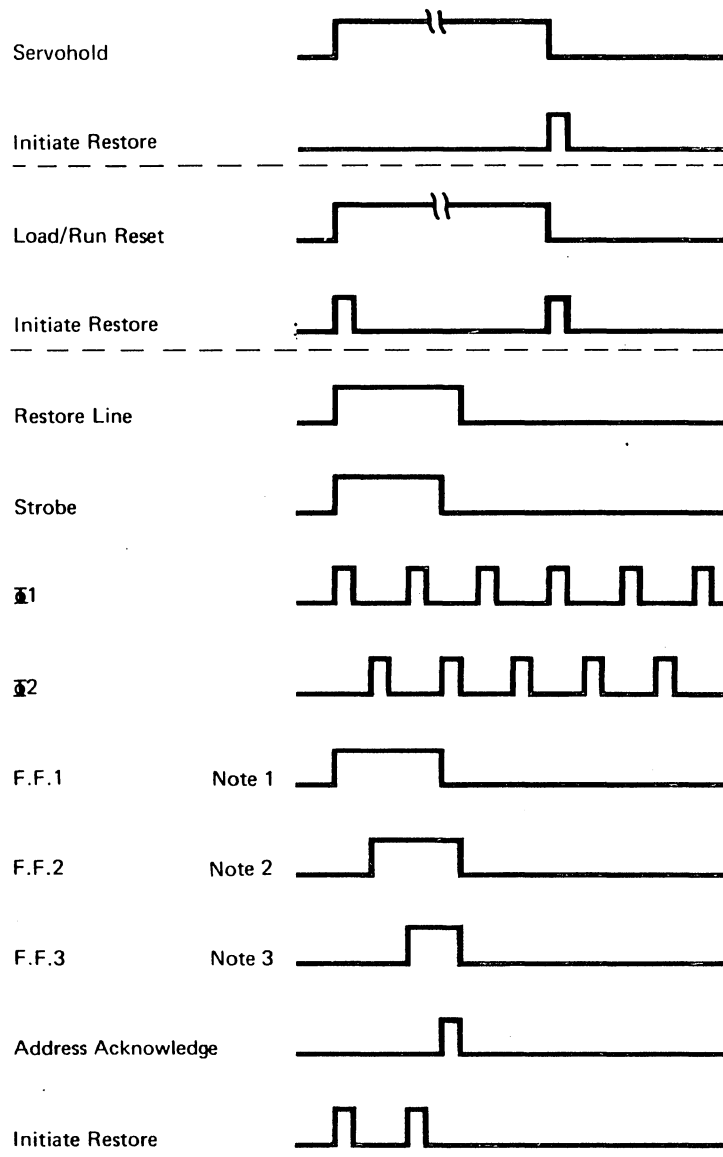 Servohold
Initiate Restore
Load/Run Reset
Initiate Restore
Restore Line
Strobe
Φ1
Φ2
F.F.1 Note 1
F.F.2 Note 2
F.F.3 Note 3
Address Acknowledge
Initiate Restore